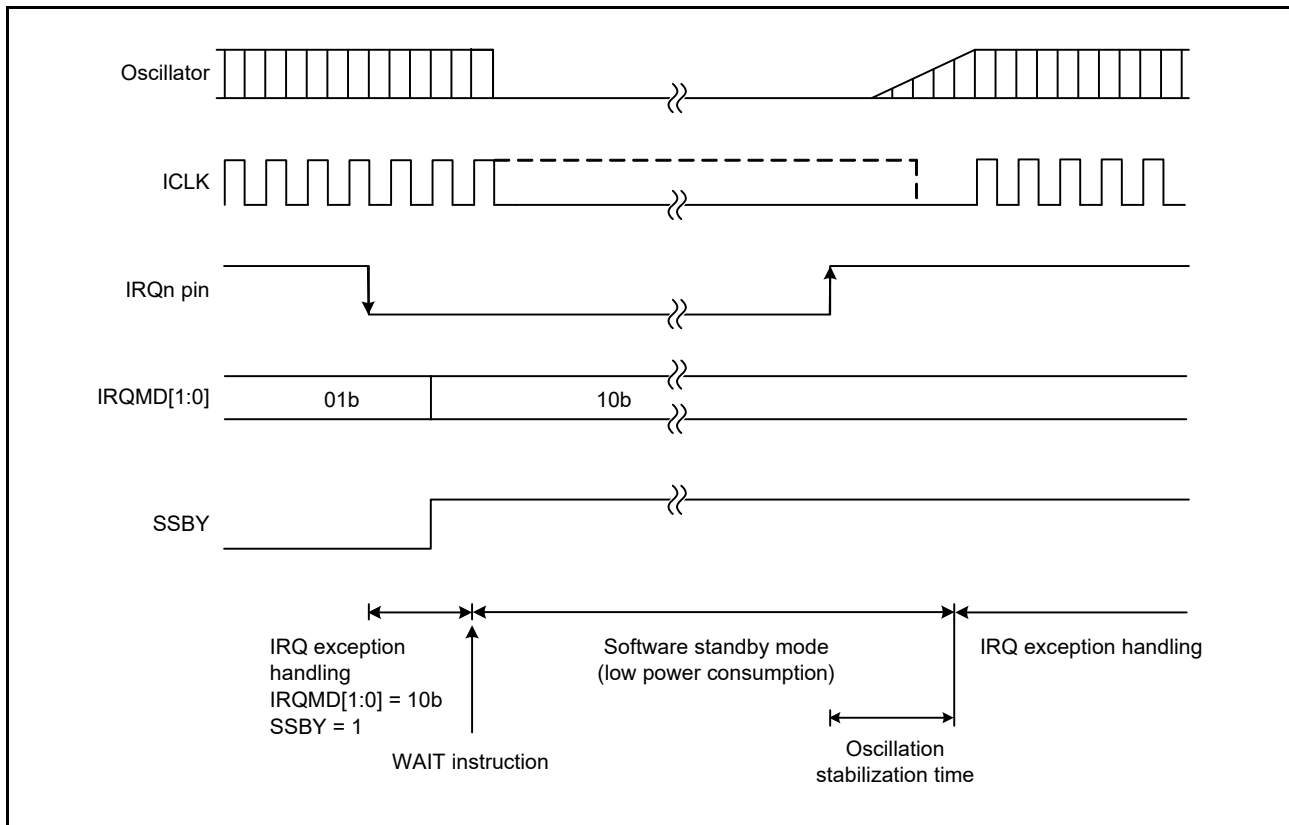 Oscillator
ICLK
IRQn pin
IRQMD[1:0]
01b
10b
SSBY
IRQ exception
handling
IRQMD[1:0] = 10b
SSBY = 1
Software standby mode
(low power consumption)
IRQ exception handling
WAIT instruction
Oscillation
stabilization time